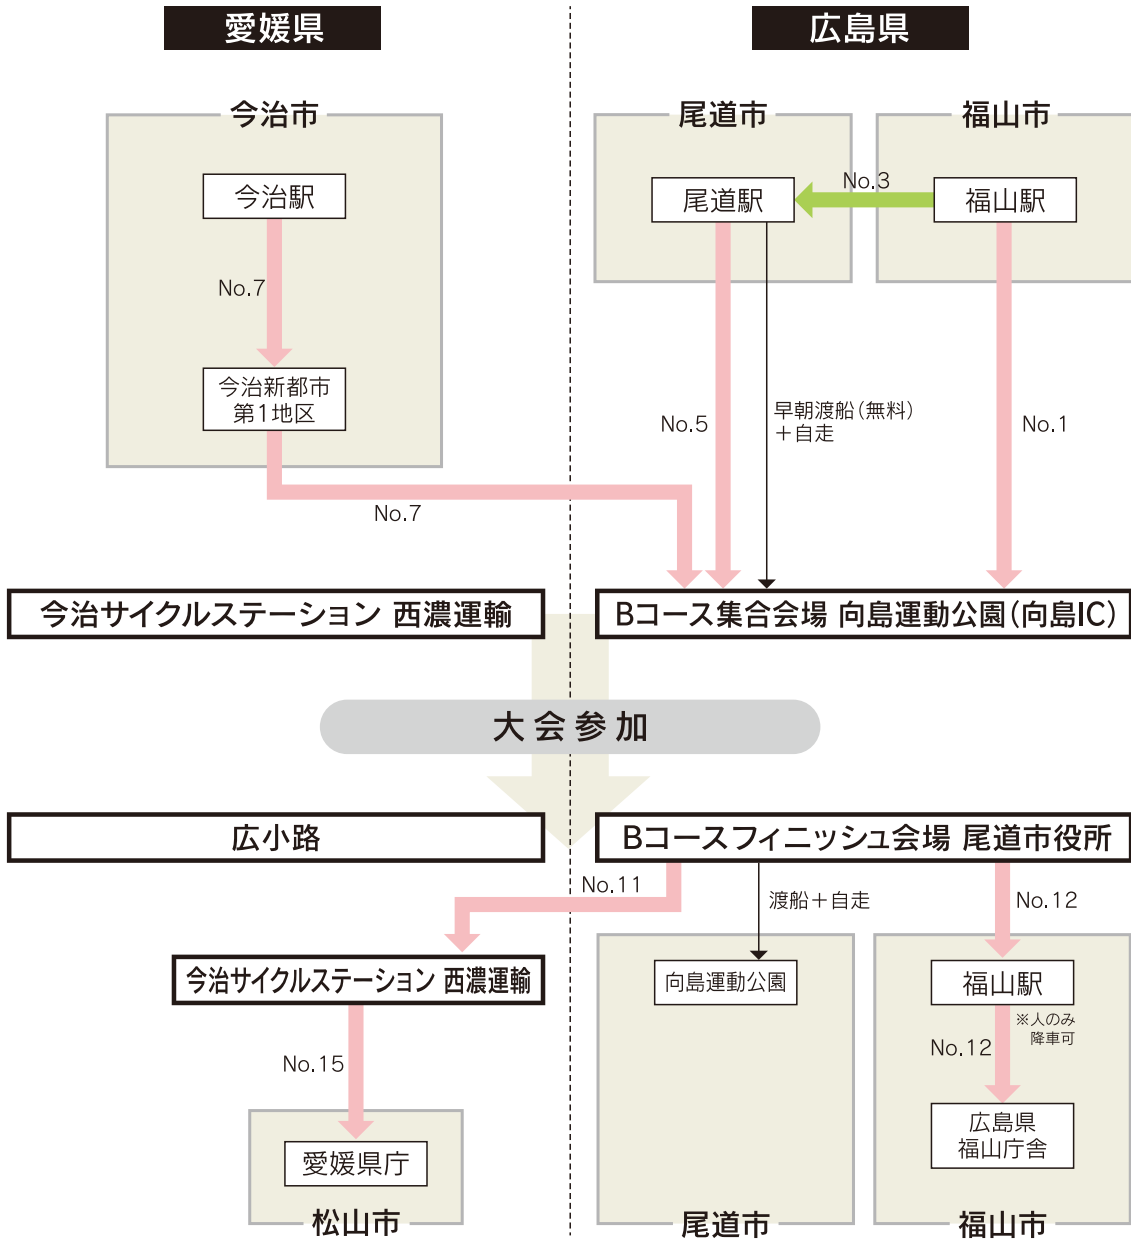 愛媛県
広島県
今治市
尾道市
福山市
今治駅
尾道駅
No.3
福山駅
No.7
今治新都市
第1地区
No.5
早朝渡船(無料)
＋自走
No.1
No.7
今治サイクルステーション 西濃運輸
Bコース集合会場 向島運動公園(向島IC)
大会参加
広小路
Bコースフィニッシュ会場 尾道市役所
No.11
渡船＋自走
No.12
今治サイクルステーション 西濃運輸
向島運動公園
福山駅
※人のみ
降車可
No.15
No.12
広島県
福山庁舎
愛媛県庁
松山市
尾道市
福山市